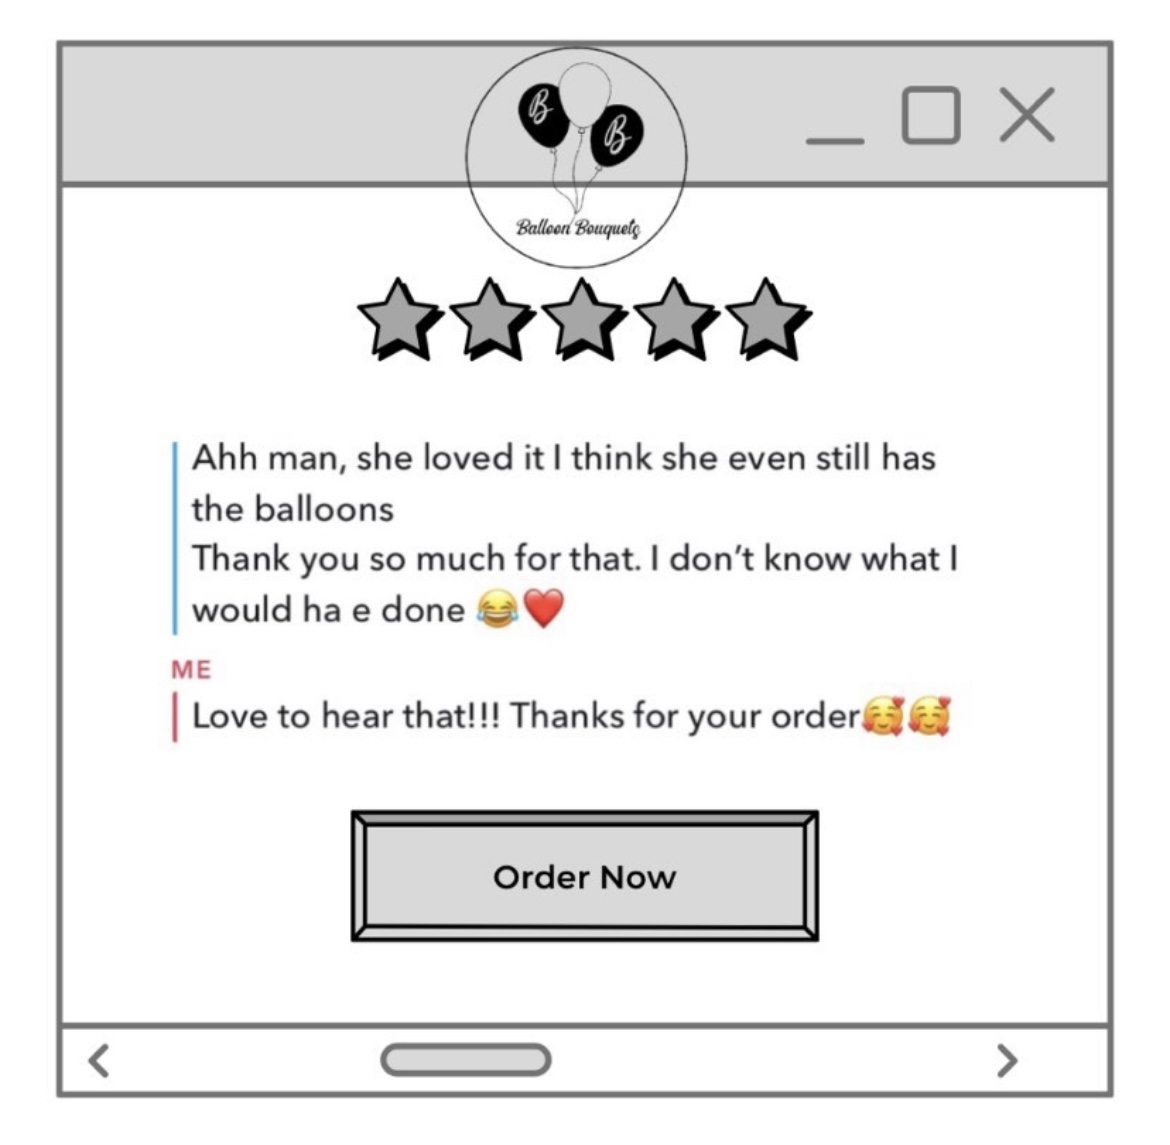 B
B
Balloon Bouquets
Ahh man, she loved it I think she even still has
the balloons
Thank you so much for that. I don’t know what I
would ha e done 😂❤️
ME
Love to hear that!!! Thanks for your order🥰🥰
Order Now